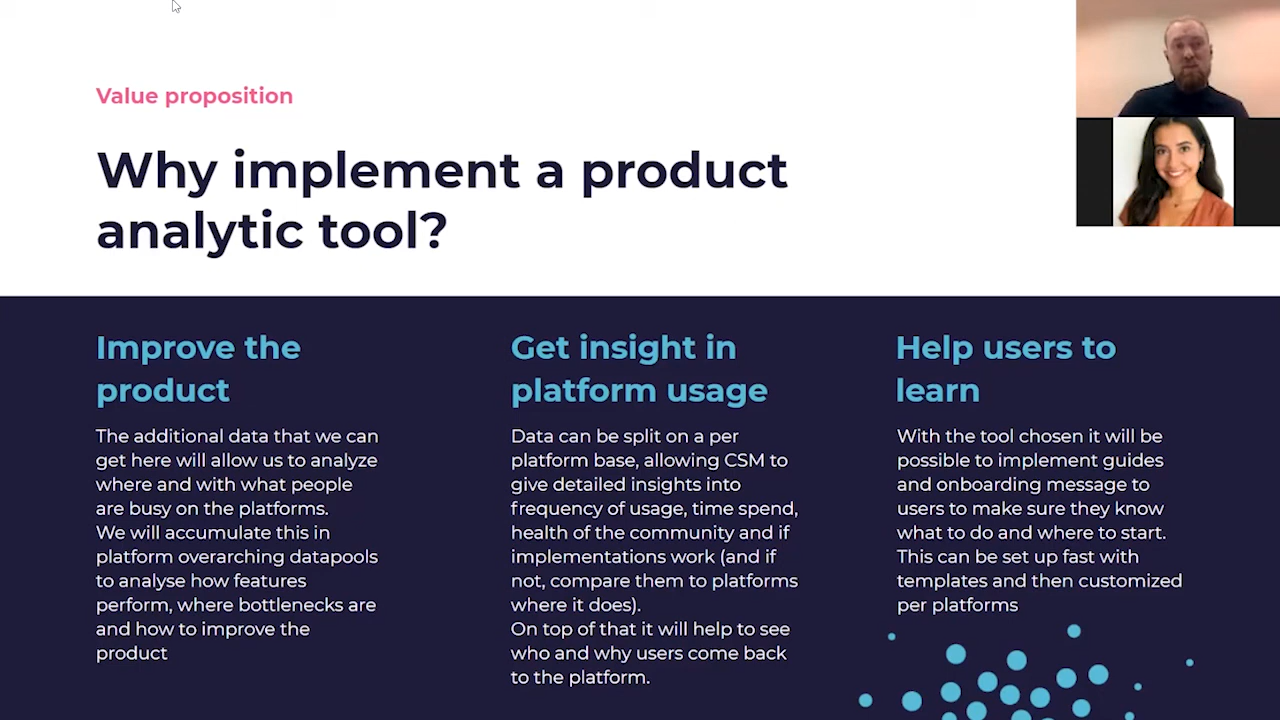 Value proposition
Why implement a product
analytic tool?
Improve the
product
The additional data that we can
get here will allow us to analyze
where and with what people
are busy on the platforms.
We will accumulate this in
platform overarching datapools
to analyse how features
perform, where bottlenecks are
and how to improve the
product
Get insight in
platform usage
Data can be split on a per
platform base, allowing CSM to
give detailed insights into
frequency of usage, time spend,
health of the community and if
implementations work (and if
not, compare them to platforms
where it does).
On top of that it will help to see
who and why users come back
to the platform.
Help users to
learn
With the tool chosen it will be
possible to implement guides
and onboarding message to
users to make sure they know
what to do and where to start.
This can be set up fast with
templates and then customized
per platforms